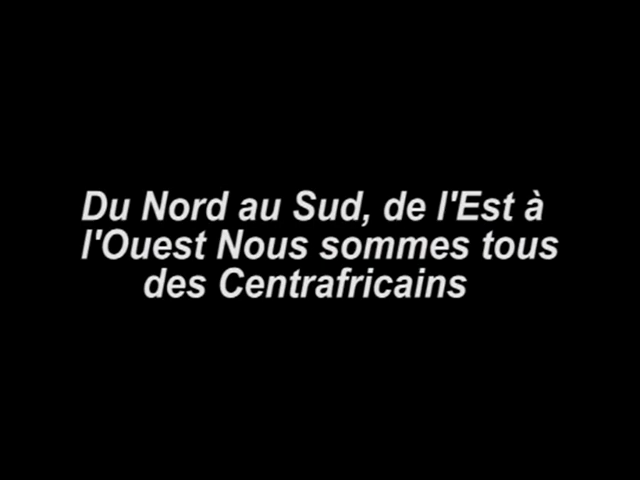 Du Nord au Sud, de l'Est à
l'Ouest Nous sommes tous
des Centrafricains